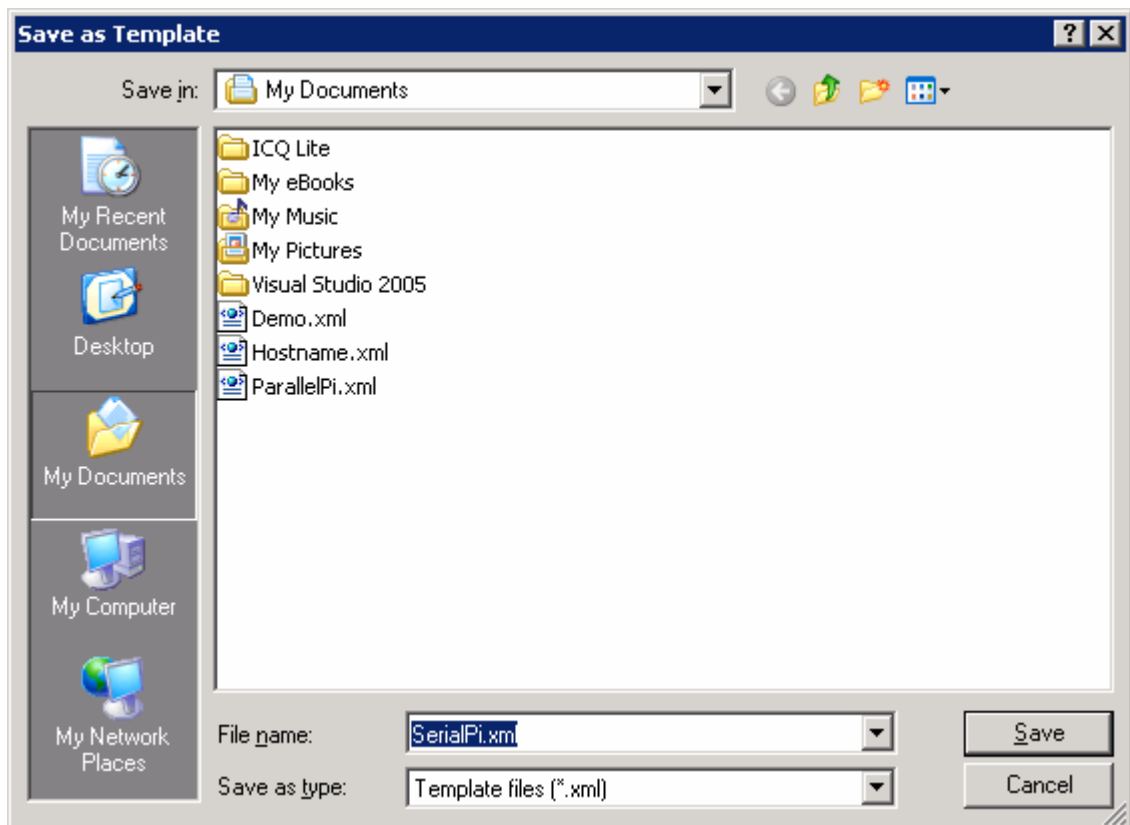 Save as Template
Save in: My Documents
My Recent
Documents
Desktop
My Documents
My Computer
My Network
Places
ICQ Lite
My eBooks
My Music
My Pictures
Visual Studio 2005
Demo.xml
Hostname.xml
ParallelPi.xml
File name: SerialPi.xml Save
Save as type: Template files (*.xml) Cancel